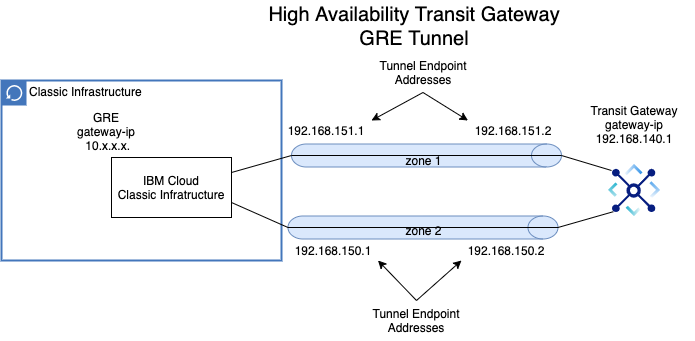 High Availability Transit Gateway
GRE Tunnel
Tunnel Endpoint
Addresses
Classic Infrastructure
GRE
gateway-ip
10.x.x.x.
192.168.151.1
192.168.151.2
Transit Gateway
gateway-ip
192.168.140.1
zone 1
IBM Cloud
Classic Infratructure
zone 2
192.168.150.1
192.168.150.2
Tunnel Endpoint
Addresses